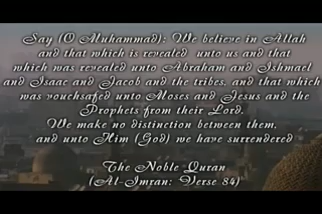 Say (O Muhammad): We believe in Allah
and that which is revealed unto us and that
which was revealed unto Abraham and Ishmael
and Isaac and Jacob and the tribes, and that which
was vouchsafed unto Moses and Jesus and the
Prophets from their Lord.
We make no distinction between them,
and unto Him (God) we have surrendered
The Noble Quran
(Al-Imran: Verse 84)